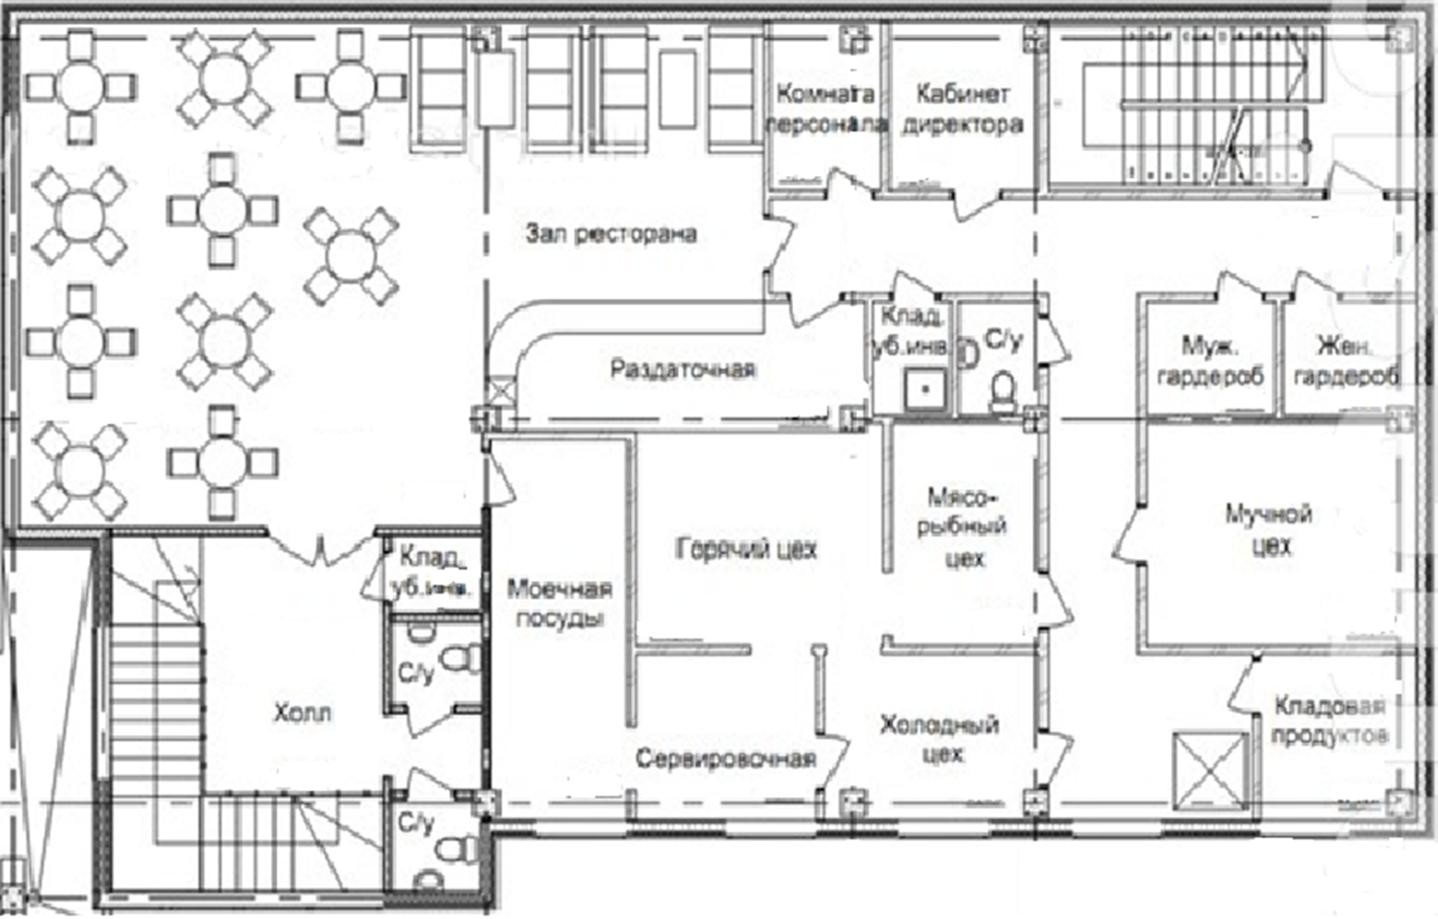 Комната
персонала
Кабинет
директора
Зал ресторана
Раздаточная
Клад.
уб.инв.
С/у
Муж.
гардероб
Жен.
гардероб
Мясо-
рыбный
цех
Мучной
цех
Горячий цех
Клад.
уб.инв.
Моечная
посуды
С/у
Холл
Сервировочная
Холодный
цех
Кладовая
продуктов
С/у